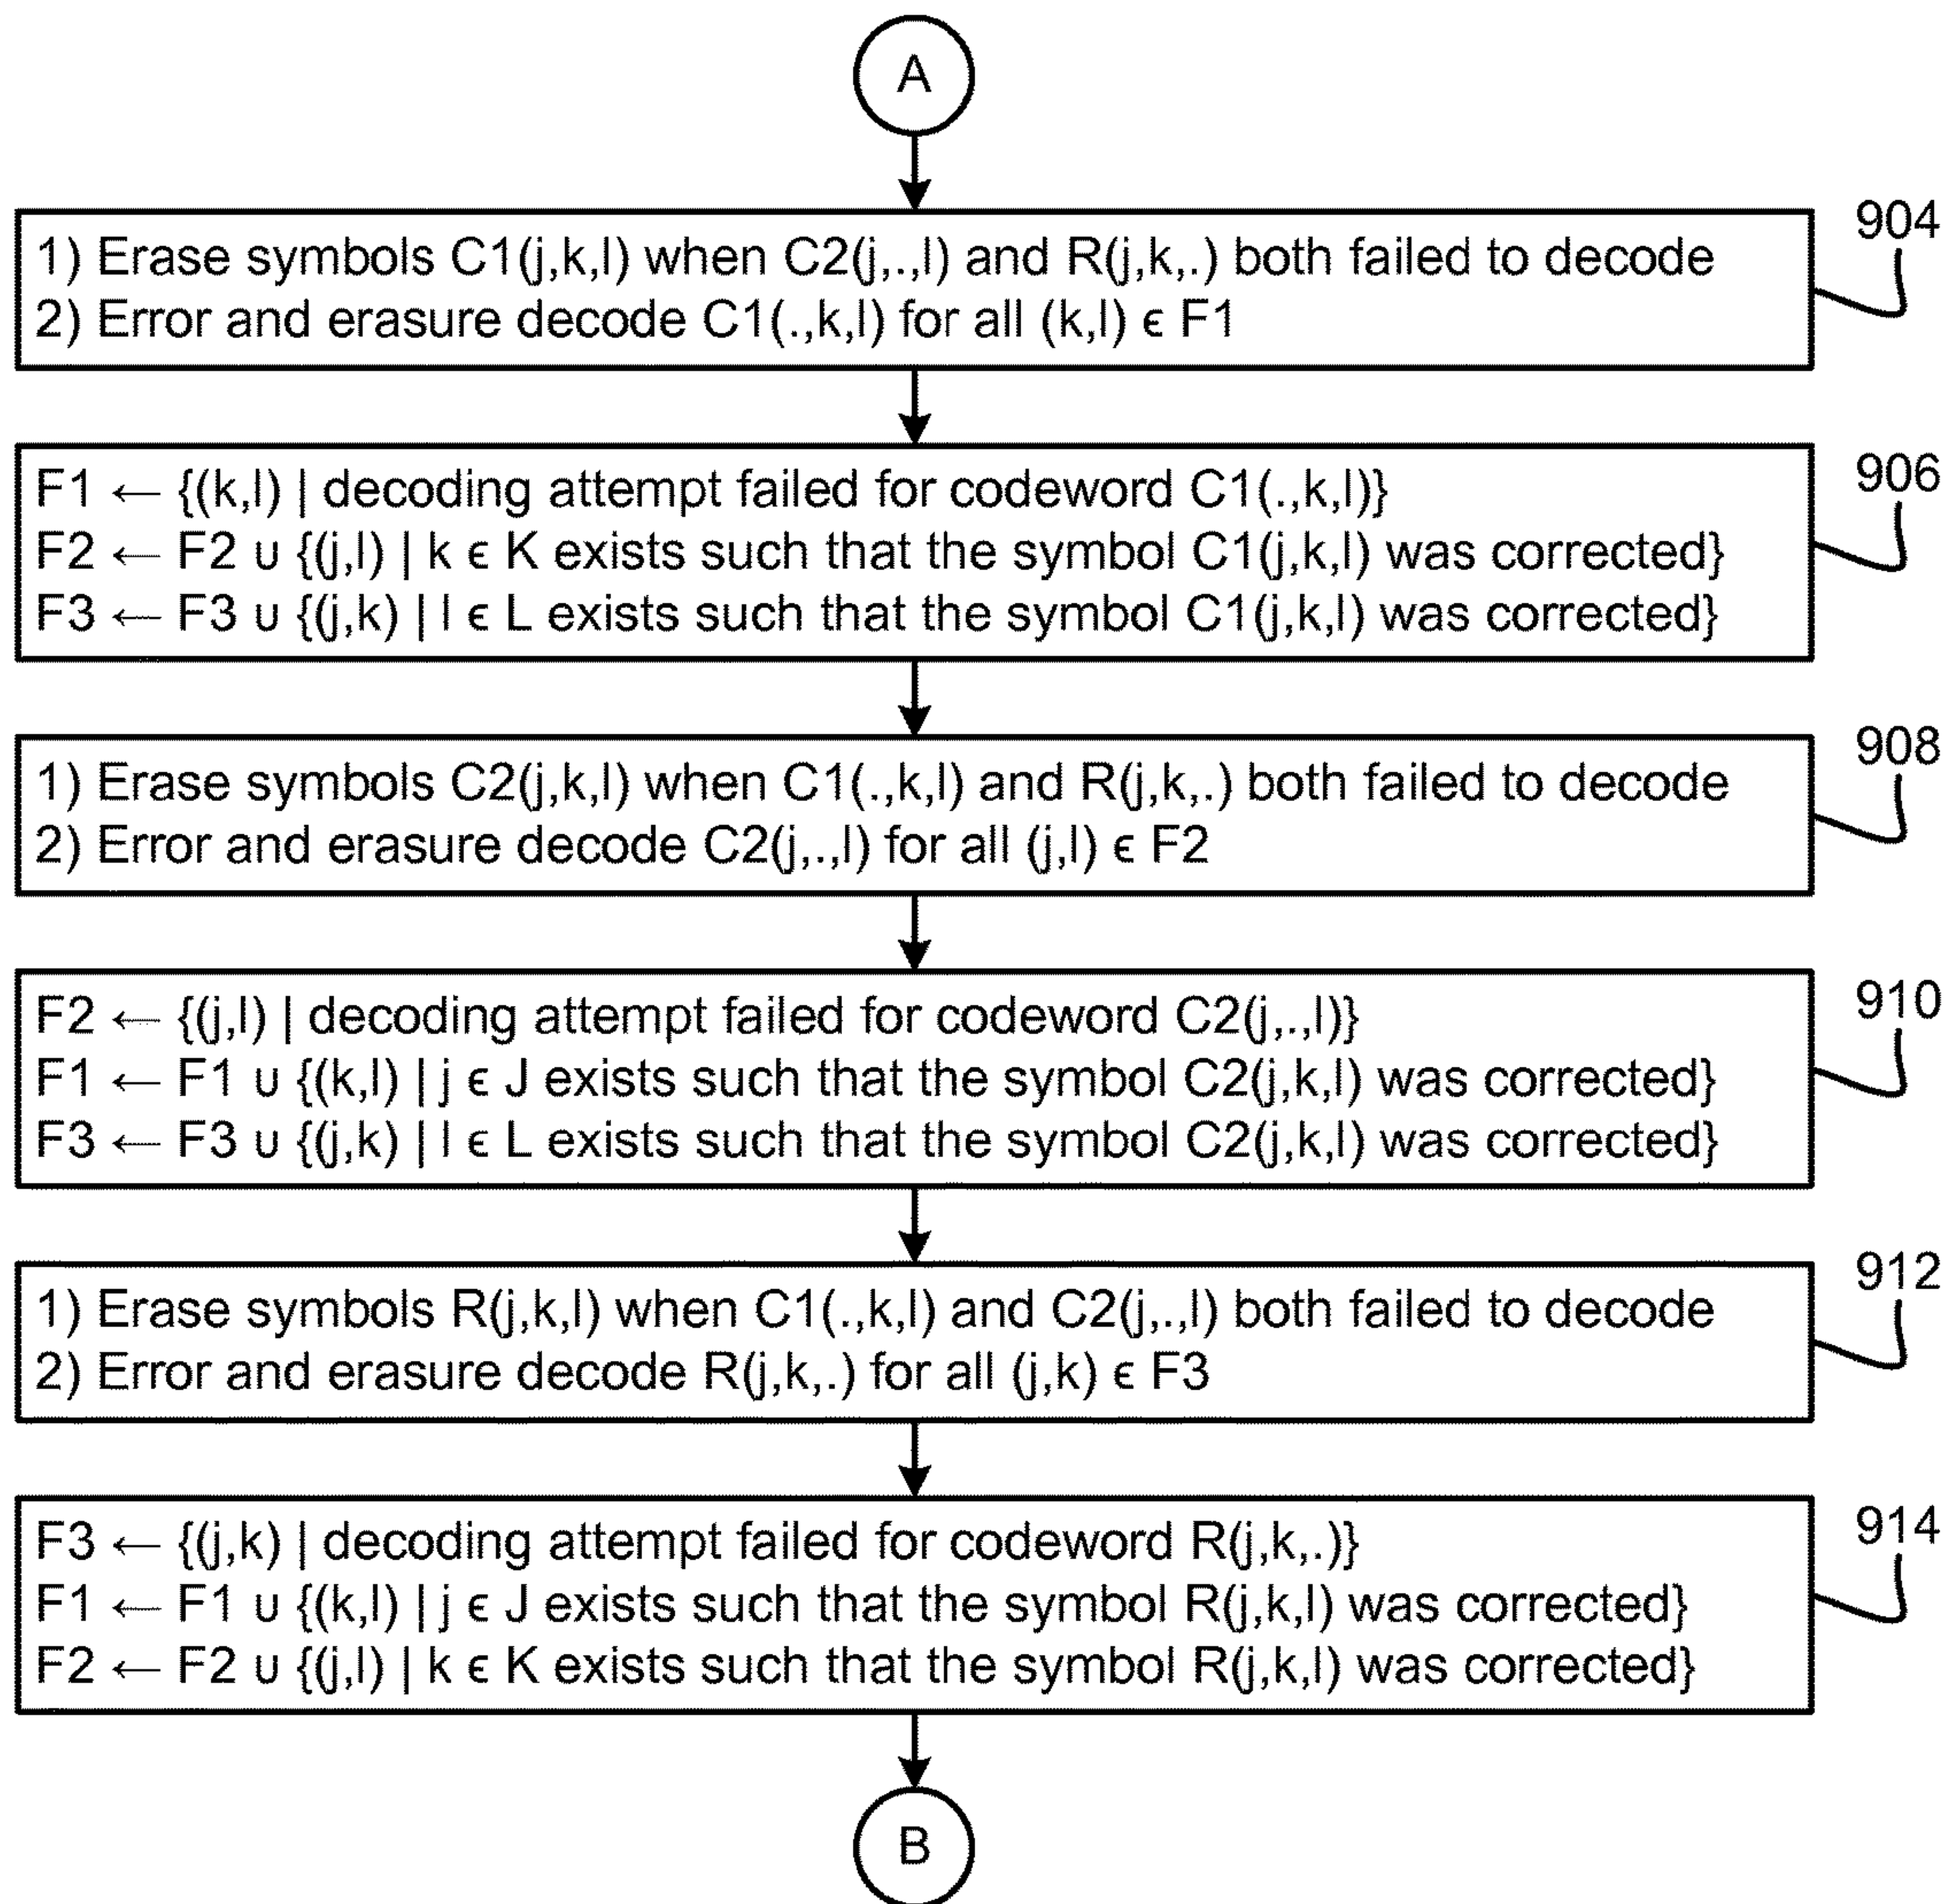 A
904
1) Erase symbols C1(j,k,l) when C2(j,.,l) and R(j,k,.) both failed to decode
2) Error and erasure decode C1(.,k,l) for all (k,l) ϵ F1
906
F1 ← {(k,l) | decoding attempt failed for codeword C1(.,k,l)}
F2 ← F2 ∪ {(j,l) | k ϵ K exists such that the symbol C1(j,k,l) was corrected}
F3 ← F3 ∪ {(j,k) | l ϵ L exists such that the symbol C1(j,k,l) was corrected}
908
1) Erase symbols C2(j,k,l) when C1(.,k,l) and R(j,k,.) both failed to decode
2) Error and erasure decode C2(j,.,l) for all (j,l) ϵ F2
910
F2 ← {(j,l) | decoding attempt failed for codeword C2(j,.,l)}
F1 ← F1 ∪ {(k,l) | j ϵ J exists such that the symbol C2(j,k,l) was corrected}
F3 ← F3 ∪ {(j,k) | l ϵ L exists such that the symbol C2(j,k,l) was corrected}
912
1) Erase symbols R(j,k,l) when C1(.,k,l) and C2(j,.,l) both failed to decode
2) Error and erasure decode R(j,k,.) for all (j,k) ϵ F3
914
F3 ← {(j,k) | decoding attempt failed for codeword R(j,k,.)}
F1 ← F1 ∪ {(k,l) | j ϵ J exists such that the symbol R(j,k,l) was corrected}
F2 ← F2 ∪ {(j,l) | k ϵ K exists such that the symbol R(j,k,l) was corrected}
B